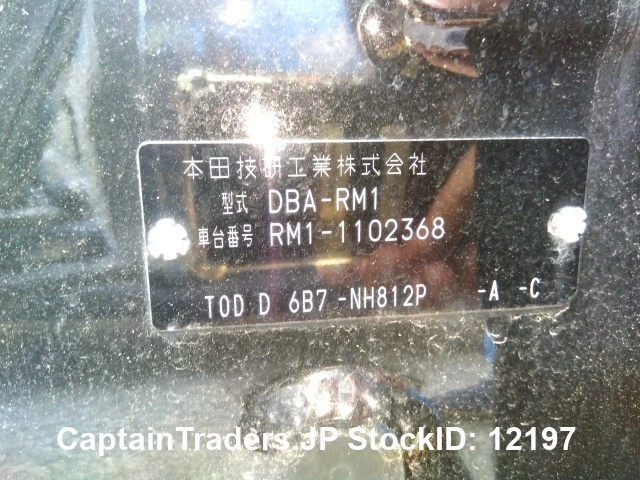 本田技研工業株式会社
型式 DBA-RM1
車台番号 RM1-1102368
TOD D 6B7 -NH812P -A -C
CaptainTraders JP StockID: 12197